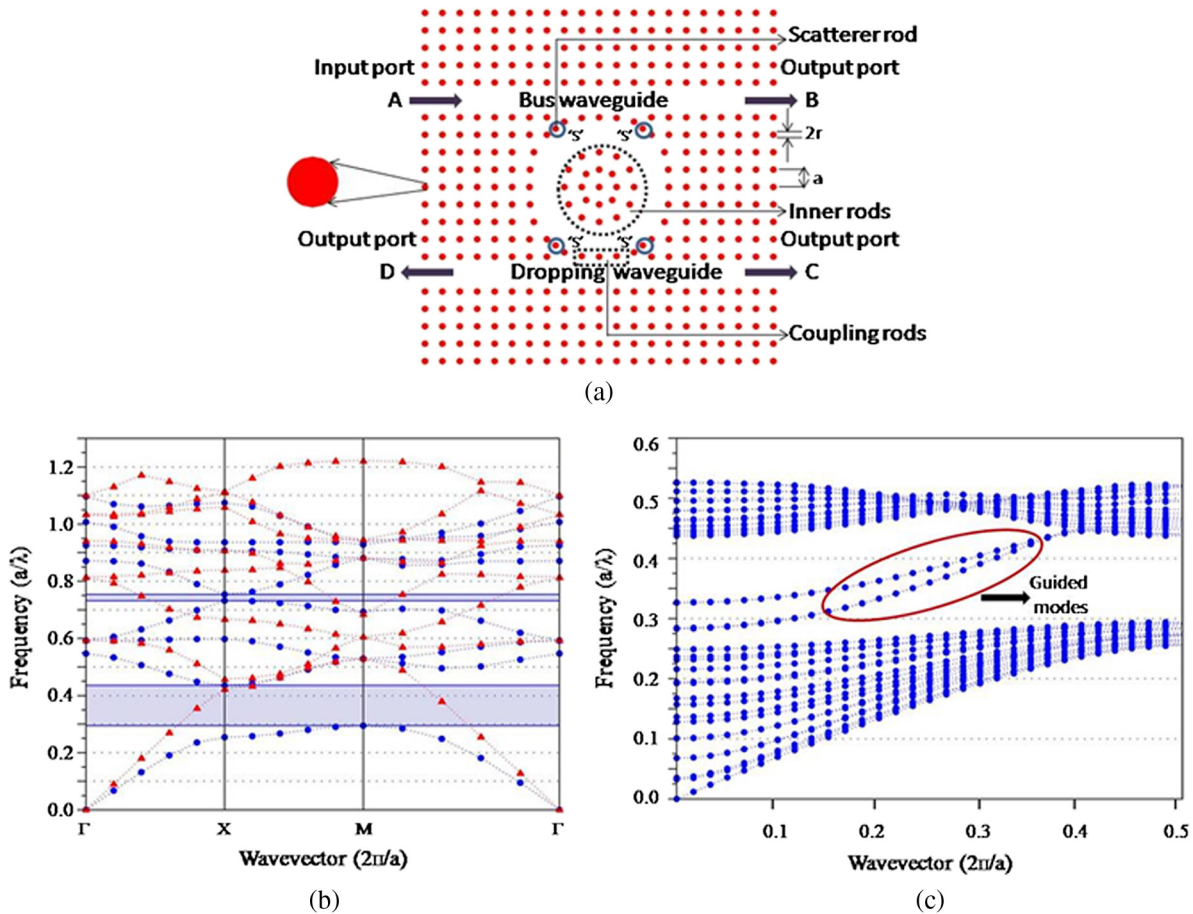 Scatterer rod
Input port
Output port
A
Bus waveguide
B
'S'
'S'
2r
a
Inner rods
Output port
'S'
'S'
Output port
D
Dropping waveguide
C
Coupling rods
(a)
Frequency (a/λ)
1.2
1.0
0.8
0.6
0.4
0.2
0.0
Γ
X
M
Γ
Wavevector (2π/a)
(b)
Frequency (a/λ)
0.6
0.5
0.4
0.3
0.2
0.1
0.0
Guided
modes
0.1
0.2
0.3
0.4
0.5
Wavevector (2π/a)
(c)